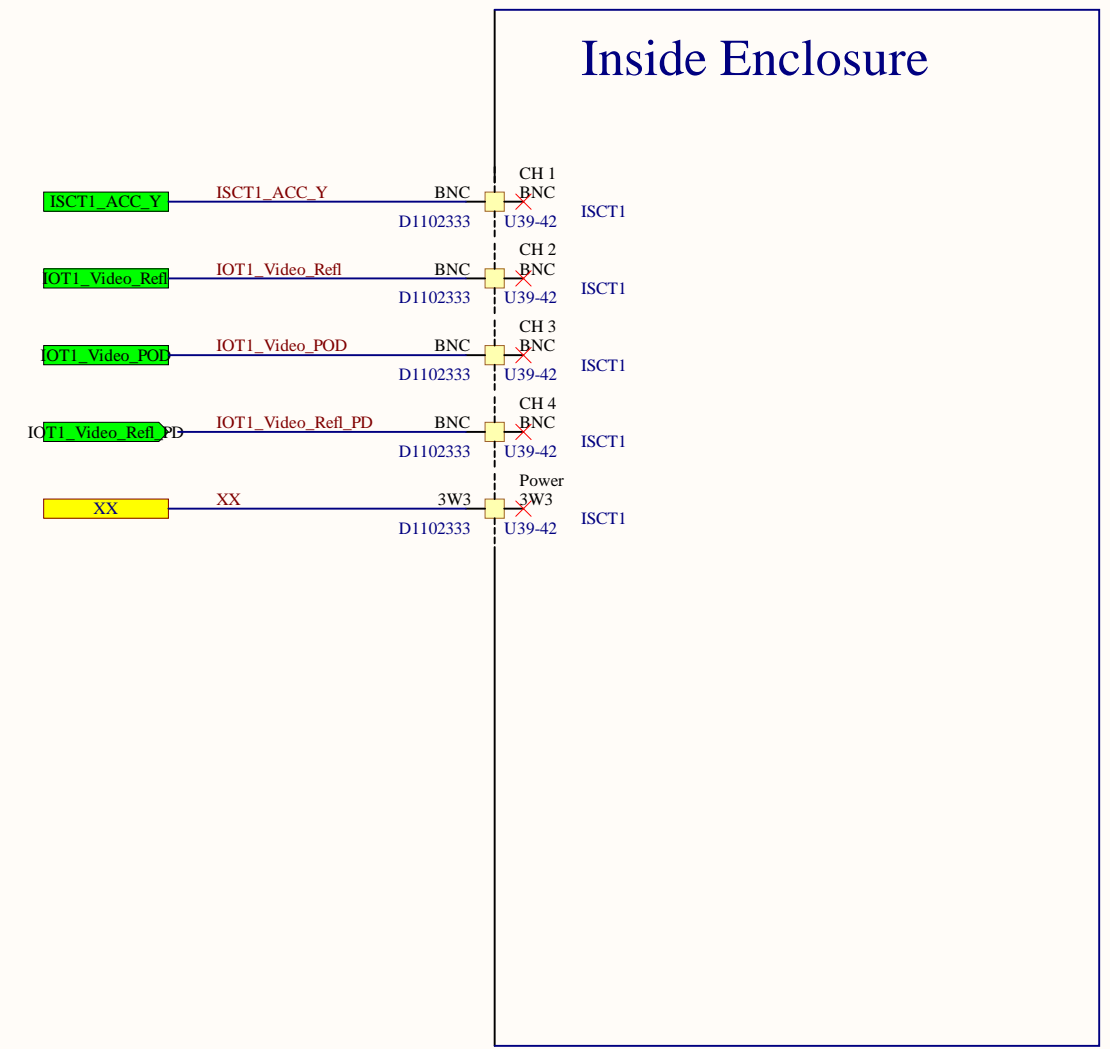 Inside Enclosure
CH 1
ISCT1_ACC_Y ISCT1_ACC_Y BNC BNC
D1102333 U39-42 ISCT1
CH 2
IOT1_Video_Refl IOT1_Video_Refl BNC BNC
D1102333 U39-42 ISCT1
CH 3
IOT1_Video_POD IOT1_Video_POD BNC BNC
D1102333 U39-42 ISCT1
CH 4
IOT1_Video_Refl_PD IOT1_Video_Refl_PD BNC BNC
D1102333 U39-42 ISCT1
Power
XX XX 3W3 3W3
D1102333 U39-42 ISCT1